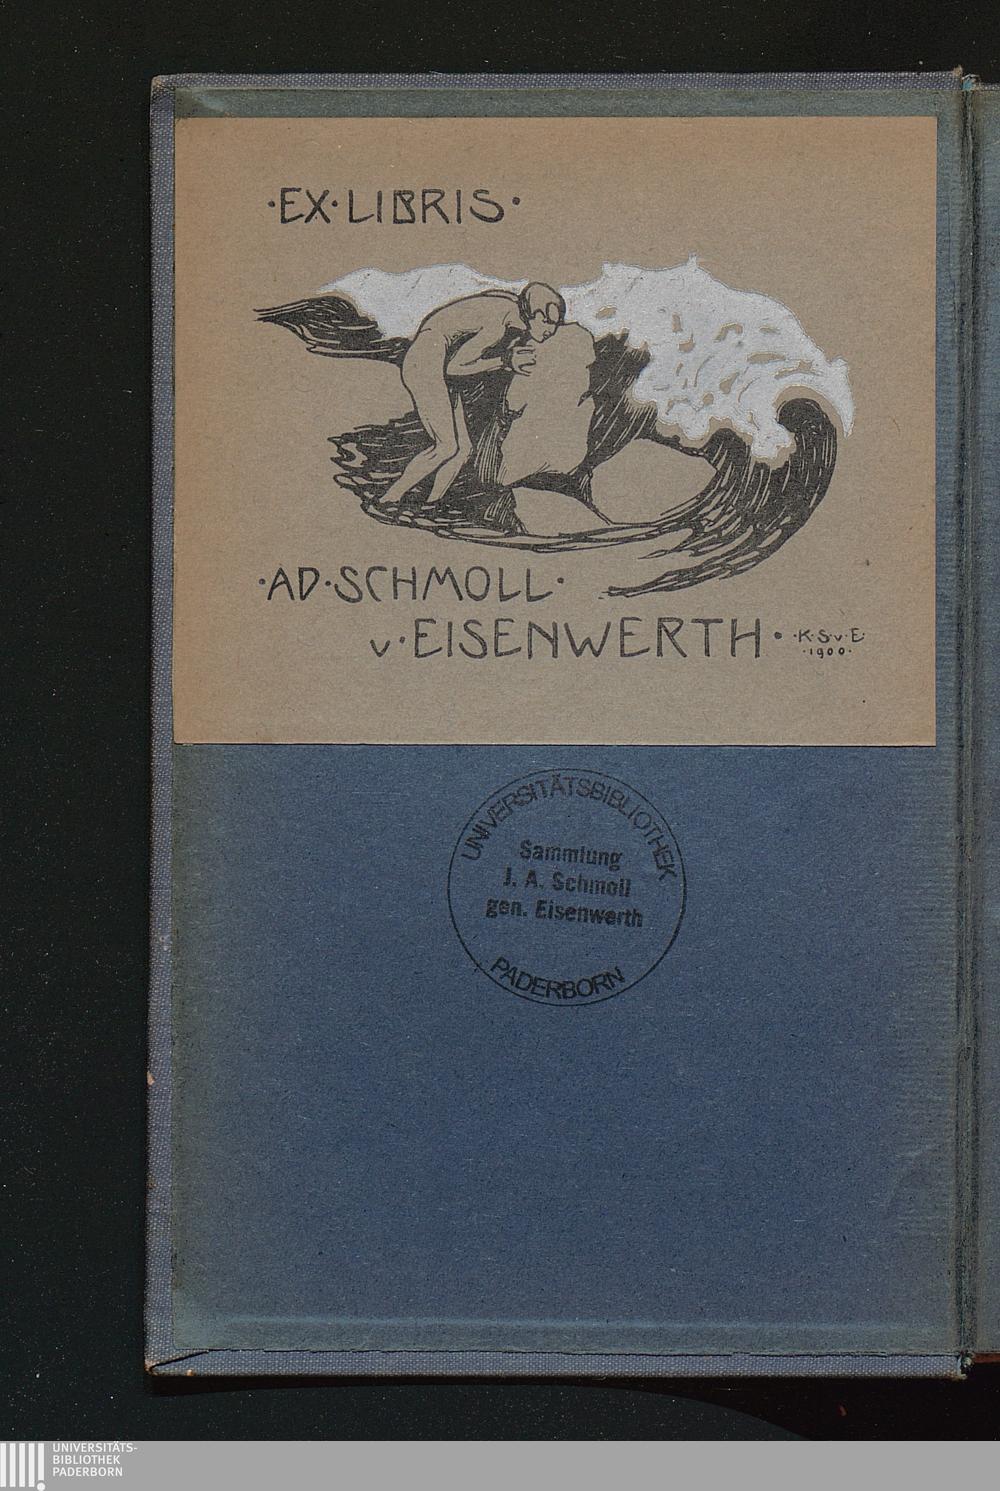 ·EX·LIBRIS·
·AD·SCHMOLL·
v·EISENWERTH·
·K·S·v·E·
·1900·
UNIVERSITÄTSBIBLIOTHEK
Sammlung
J. A. Schmoll
gen. Eisenwerth
PADERBORN
UNIVERSITÄTS-
BIBLIOTHEK
PADERBORN